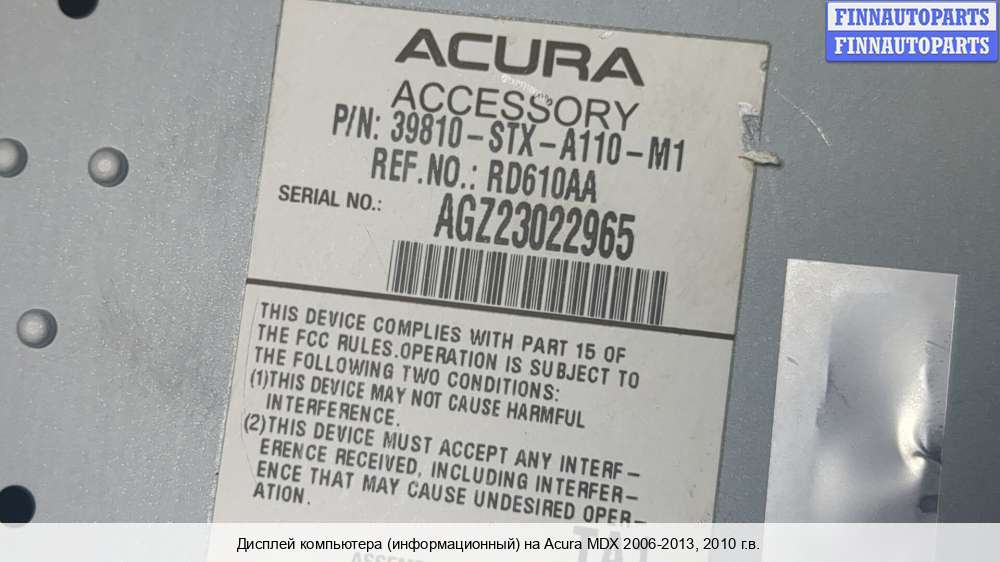 FINNAUTOPARTS
FINNAUTOPARTS
ACURA
ACCESSORY
P/N: 39810-STX-A110-M1
REF.NO.: RD610AA
SERIAL NO.: AGZ23022965
THIS DEVICE COMPLIES WITH PART 15 OF
THE FCC RULES.OPERATION IS SUBJECT TO
THE FOLLOWING TWO CONDITIONS:
(1)THIS DEVICE MAY NOT CAUSE HARMFUL
INTERFERENCE.
(2)THIS DEVICE MUST ACCEPT ANY INTERF-
ERENCE RECEIVED, INCLUDING INTERFER-
ENCE THAT MAY CAUSE UNDESIRED OPER-
ATION.
Дисплей компьютера (информационный) на Acura MDX 2006-2013, 2010 г.в.